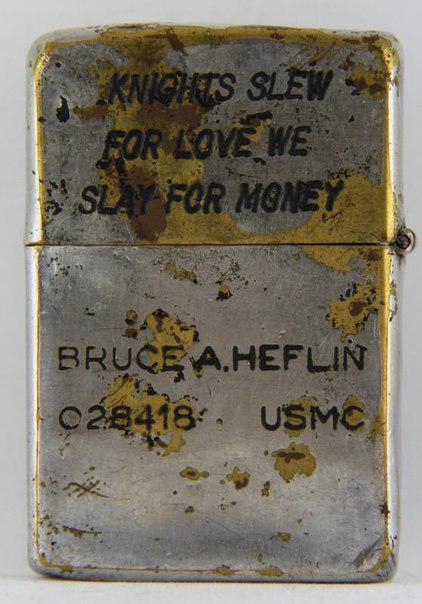 KNIGHTS SLEW
FOR LOVE WE
SLAY FOR MONEY
BRUCE A. HEFLIN
028418 USMC